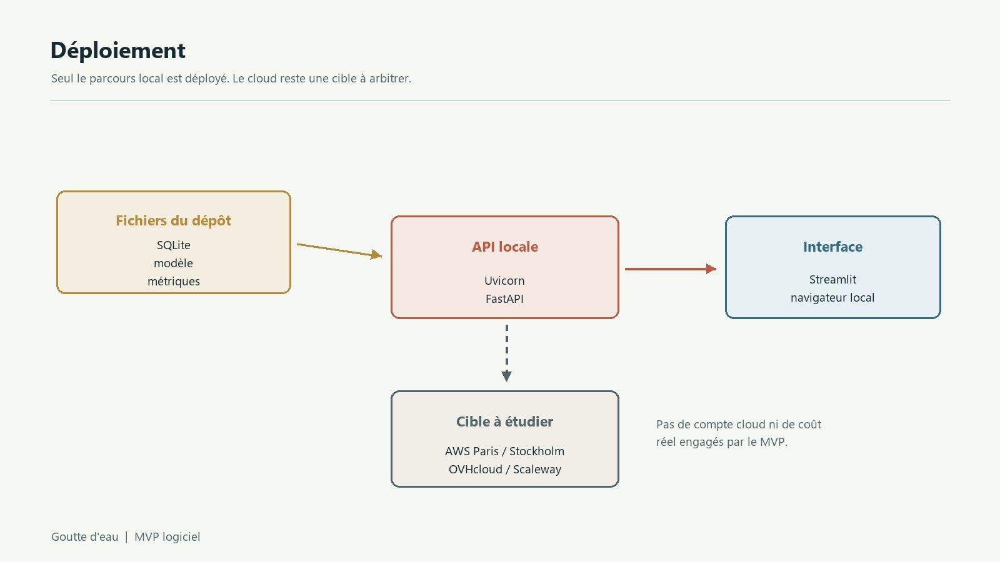 Déploiement
Seul le parcours local est déployé. Le cloud reste une cible à arbitrer.
Fichiers du dépôt
SQLite
modèle
métriques
API locale
Uvicorn
FastAPI
Interface
Streamlit
navigateur local
Cible à étudier
AWS Paris / Stockholm
OVHcloud / Scaleway
Pas de compte cloud ni de coût
réel engagés par le MVP.
Goutte d'eau | MVP logiciel